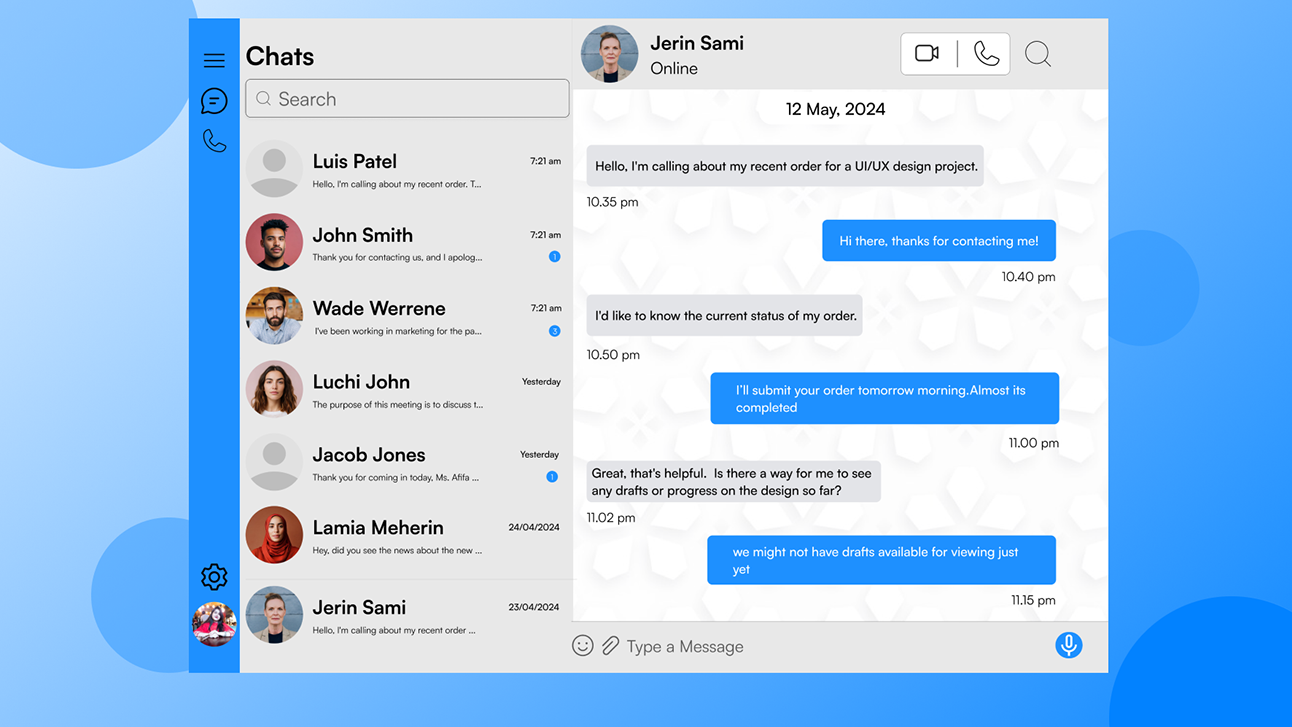 Chats
Search
Luis Patel
7:21 am
Hello, I'm calling about my recent order. T...
John Smith
7:21 am
Thank you for contacting us, and I apolog...
1
Wade Werrene
7:21 am
I've been working in marketing for the pa...
3
Luchi John
Yesterday
The purpose of this meeting is to discuss t...
Jacob Jones
Yesterday
Thank you for coming in today, Ms. Afifa ...
1
Lamia Meherin
24/04/2024
Hey, did you see the news about the new ...
Jerin Sami
23/04/2024
Hello, I'm calling about my recent order ...
Jerin Sami
Online
12 May, 2024
Hello, I'm calling about my recent order for a UI/UX design project.
10.35 pm
Hi there, thanks for contacting me!
10.40 pm
I'd like to know the current status of my order.
10.50 pm
I'll submit your order tomorrow morning.Almost its
completed
11.00 pm
Great, that's helpful.  Is there a way for me to see
any drafts or progress on the design so far?
11.02 pm
we might not have drafts available for viewing just
yet
11.15 pm
Type a Message